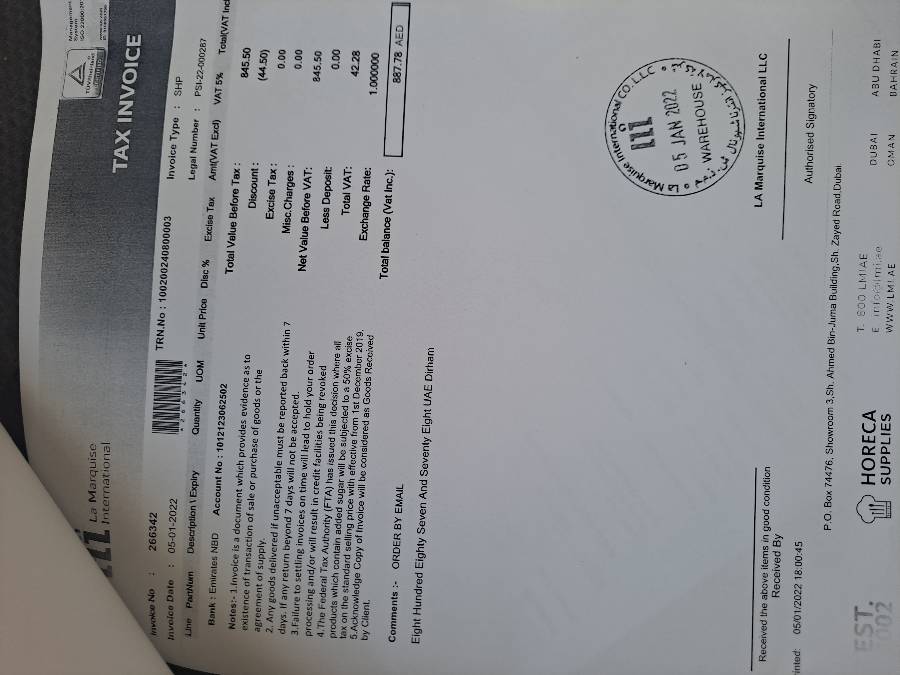 La Marquise
International
Management
System
TAX INVOICE
Invoice No : 266342
TRN.No : 100200240800003
Invoice Type : SHP
Invoice Date : 05-01-2022
Legal Number : PSI-22-000287
Line PartNum Description \ Expiry Quantity UOM Unit Price Disc % Excise Tax Amt(VAT Excl) VAT 5% Total(VAT Incl
Bank : Emirates NBD Account No : 1012123062502
Notes:- 1.Invoice is a document which provides evidence as to
existence of transaction of sale or purchase of goods or the
agreement of supply.
2. Any goods delivered if unacceptable must be reported back within 7
days. If any return beyond 7 days will not be accepted.
3.Failure to settling invoices on time will lead to hold your order
processing and/or will result in credit facilities being revoked
4.The Federal Tax Authority (FTA) has issued this decision where all
products which contain added sugar will be subjected to a 50% excise
tax on the standard selling price with effective from 1st December 2019.
5.Acknowledge Copy of Invoice will be considered as Goods Received
by Client.
Total Value Before Tax : 845.50
Discount : (44.50)
Excise Tax : 0.00
Misc.Charges : 0.00
Net Value Before VAT: 845.50
Less Deposit: 0.00
Total VAT: 42.28
Exchange Rate: 1.000000
Total balance (Vat Inc.): 887.78 AED
Comments :- ORDER BY EMAIL
Eight Hundred Eighty Seven And Seventy Eight UAE Dirham
La Marquise International CO. L.L.C
05 JAN 2022
WAREHOUSE
LA Marquise International LLC
Authorised Signatory
Received the above items in good condition
Received By
inted: 05/01/2022 18:00:45
P.O. Box 74476, Showroom 3,Sh. Ahmed Bin-Juma Building,Sh. Zayed Road.Dubai
EST.
2002
HORECA
SUPPLIES
T. 800 LMIAE
E info@lmi.ae
WWW.LMI.AE
DUBAI ABU DHABI
OMAN BAHRAIN